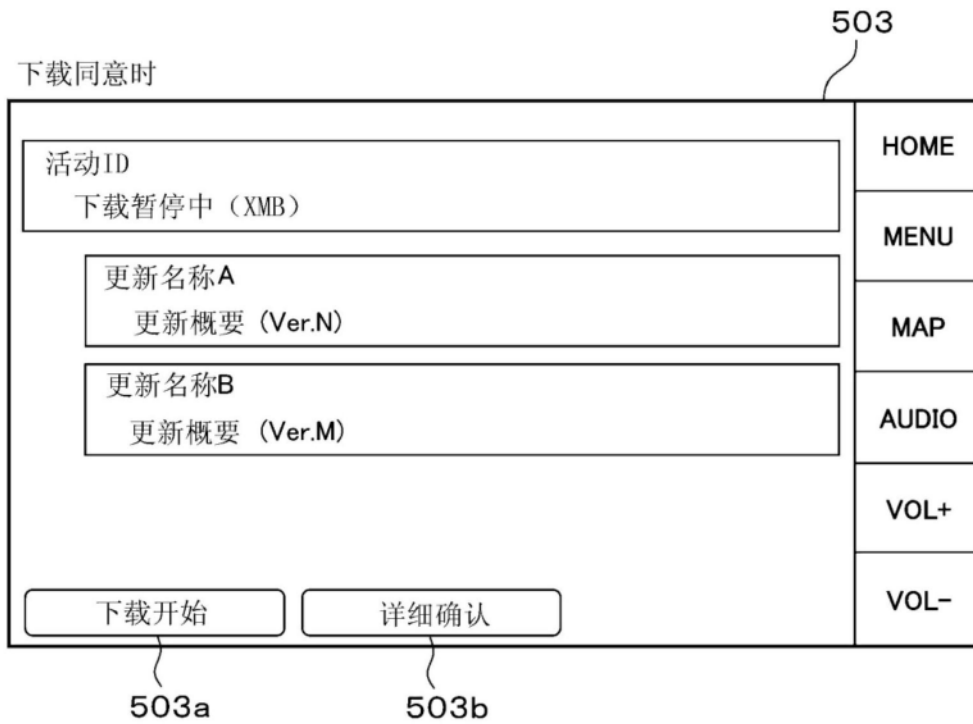 503
下载同意时
活动ID
下载暂停中（XMB）
更新名称A
更新概要 (Ver.N)
更新名称B
更新概要 (Ver.M)
下载开始
详细确认
HOME
MENU
MAP
AUDIO
VOL+
VOL-
503a
503b